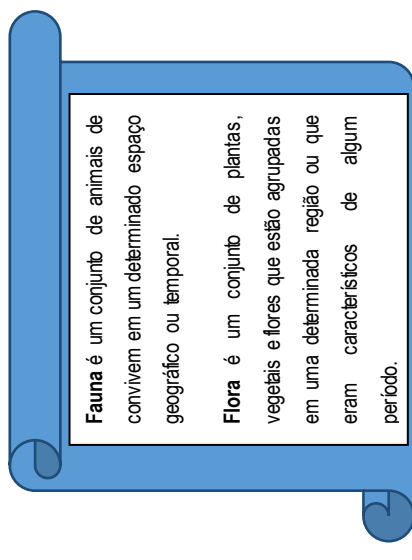 Fauna é um conjunto de animais de
convivem em um determinado espaço
geográfico ou temporal.
Flora é um conjunto de plantas,
vegetais e flores que estão agrupadas
em uma determinada região ou que
eram característicos de algum
período.